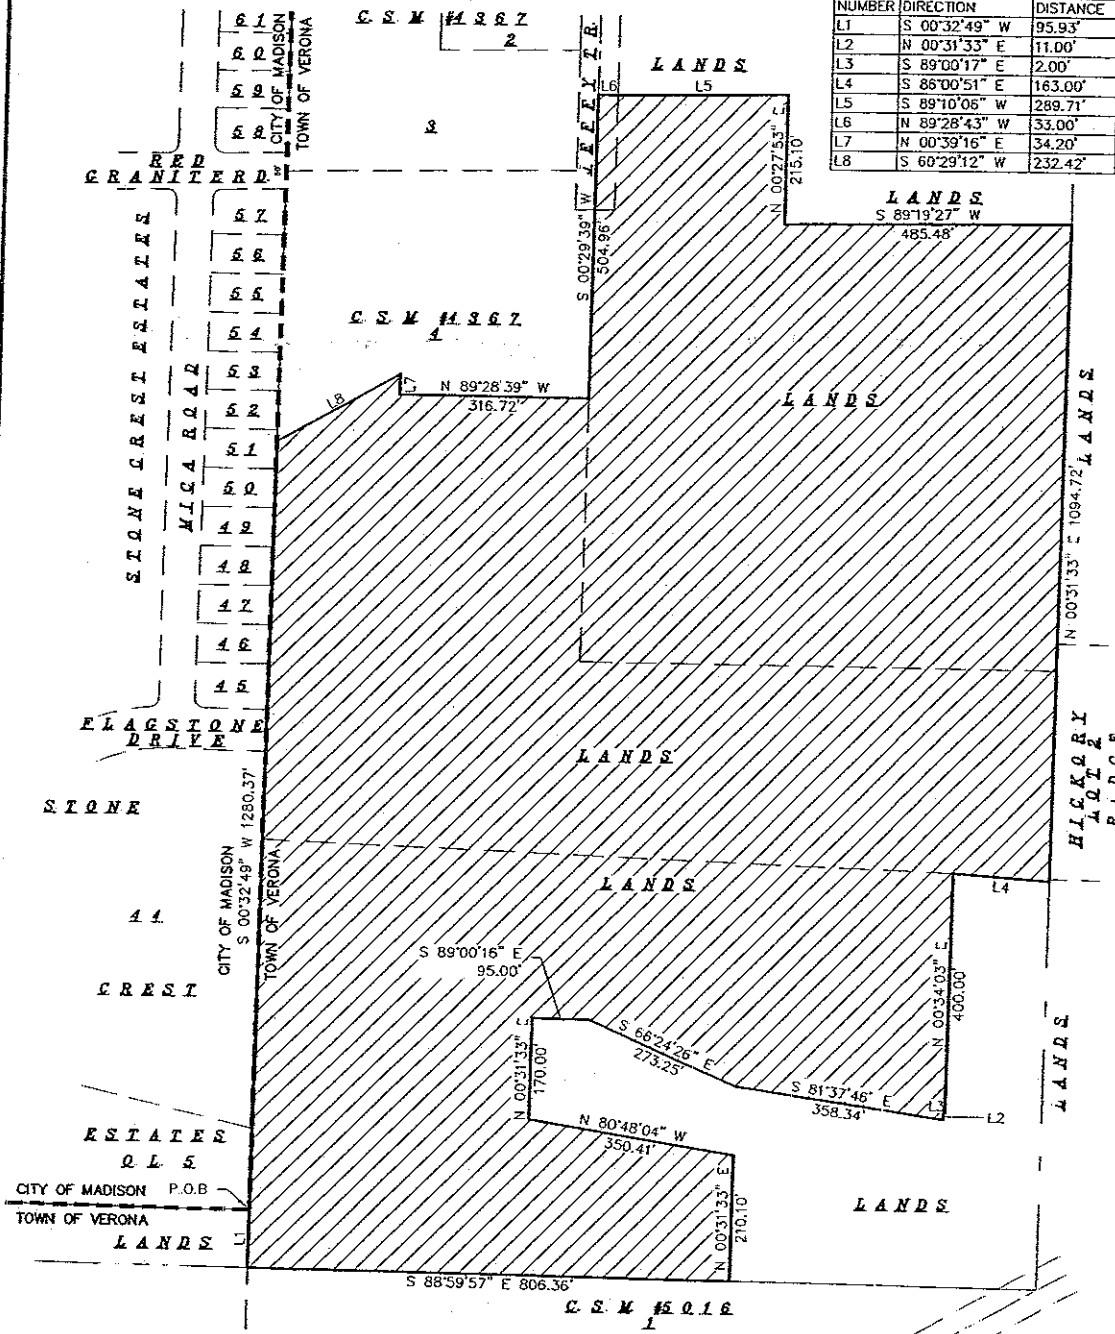 NUMBER DIRECTION DISTANCE
L1 S 00°32'49" W 95.93'
L2 N 00°31'33" E 11.00'
L3 S 89°00'17" E 2.00'
L4 S 86°00'51" E 163.00'
L5 S 89°10'06" W 289.71'
L6 N 89°28'43" W 33.00'
L7 N 00°39'16" E 34.20'
L8 S 60°29'12" W 232.42'
C. S. M. #4367
2
3
61
60
59
58
CITY OF MADISON
TOWN OF VERONA
JEFFY TR.
LANDS
L6
L5
N 00°27'53" E
215.10'
RED
GRANITE RD.
LANDS
S 89°19'27" W
485.48'
57
56
55
54
53
52
51
50
49
48
47
46
45
STONE CREST ESTATES
MICA ROAD
S 00°29'39" W
504.96'
C. S. M. #4367
4
L8
L7
N 89°28'39" W
316.72'
LANDS
LANDS
N 00°31'33" E 1094.72'
FLAGSTONE
DRIVE
LANDS
HICKORY
LOT 2
RIDGE
STONE
44
CREST
ESTATES
O.L. 5
CITY OF MADISON
S 00°32'49" W 1280.37'
TOWN OF VERONA
LANDS
L4
S 89°00'16" E
95.00'
N 00°34'03" E
400.00'
LANDS
S 66°24'26" E
273.25'
N 00°31'33" E
170.00'
S 81°37'46" E
358.34'
L3
L2
N 80°48'04" W
350.41'
CITY OF MADISON P.O.B
TOWN OF VERONA
LANDS
L1
N 00°31'33" E
210.10'
LANDS
S 88°59'57" E 806.36'
C. S. M. #5016
1